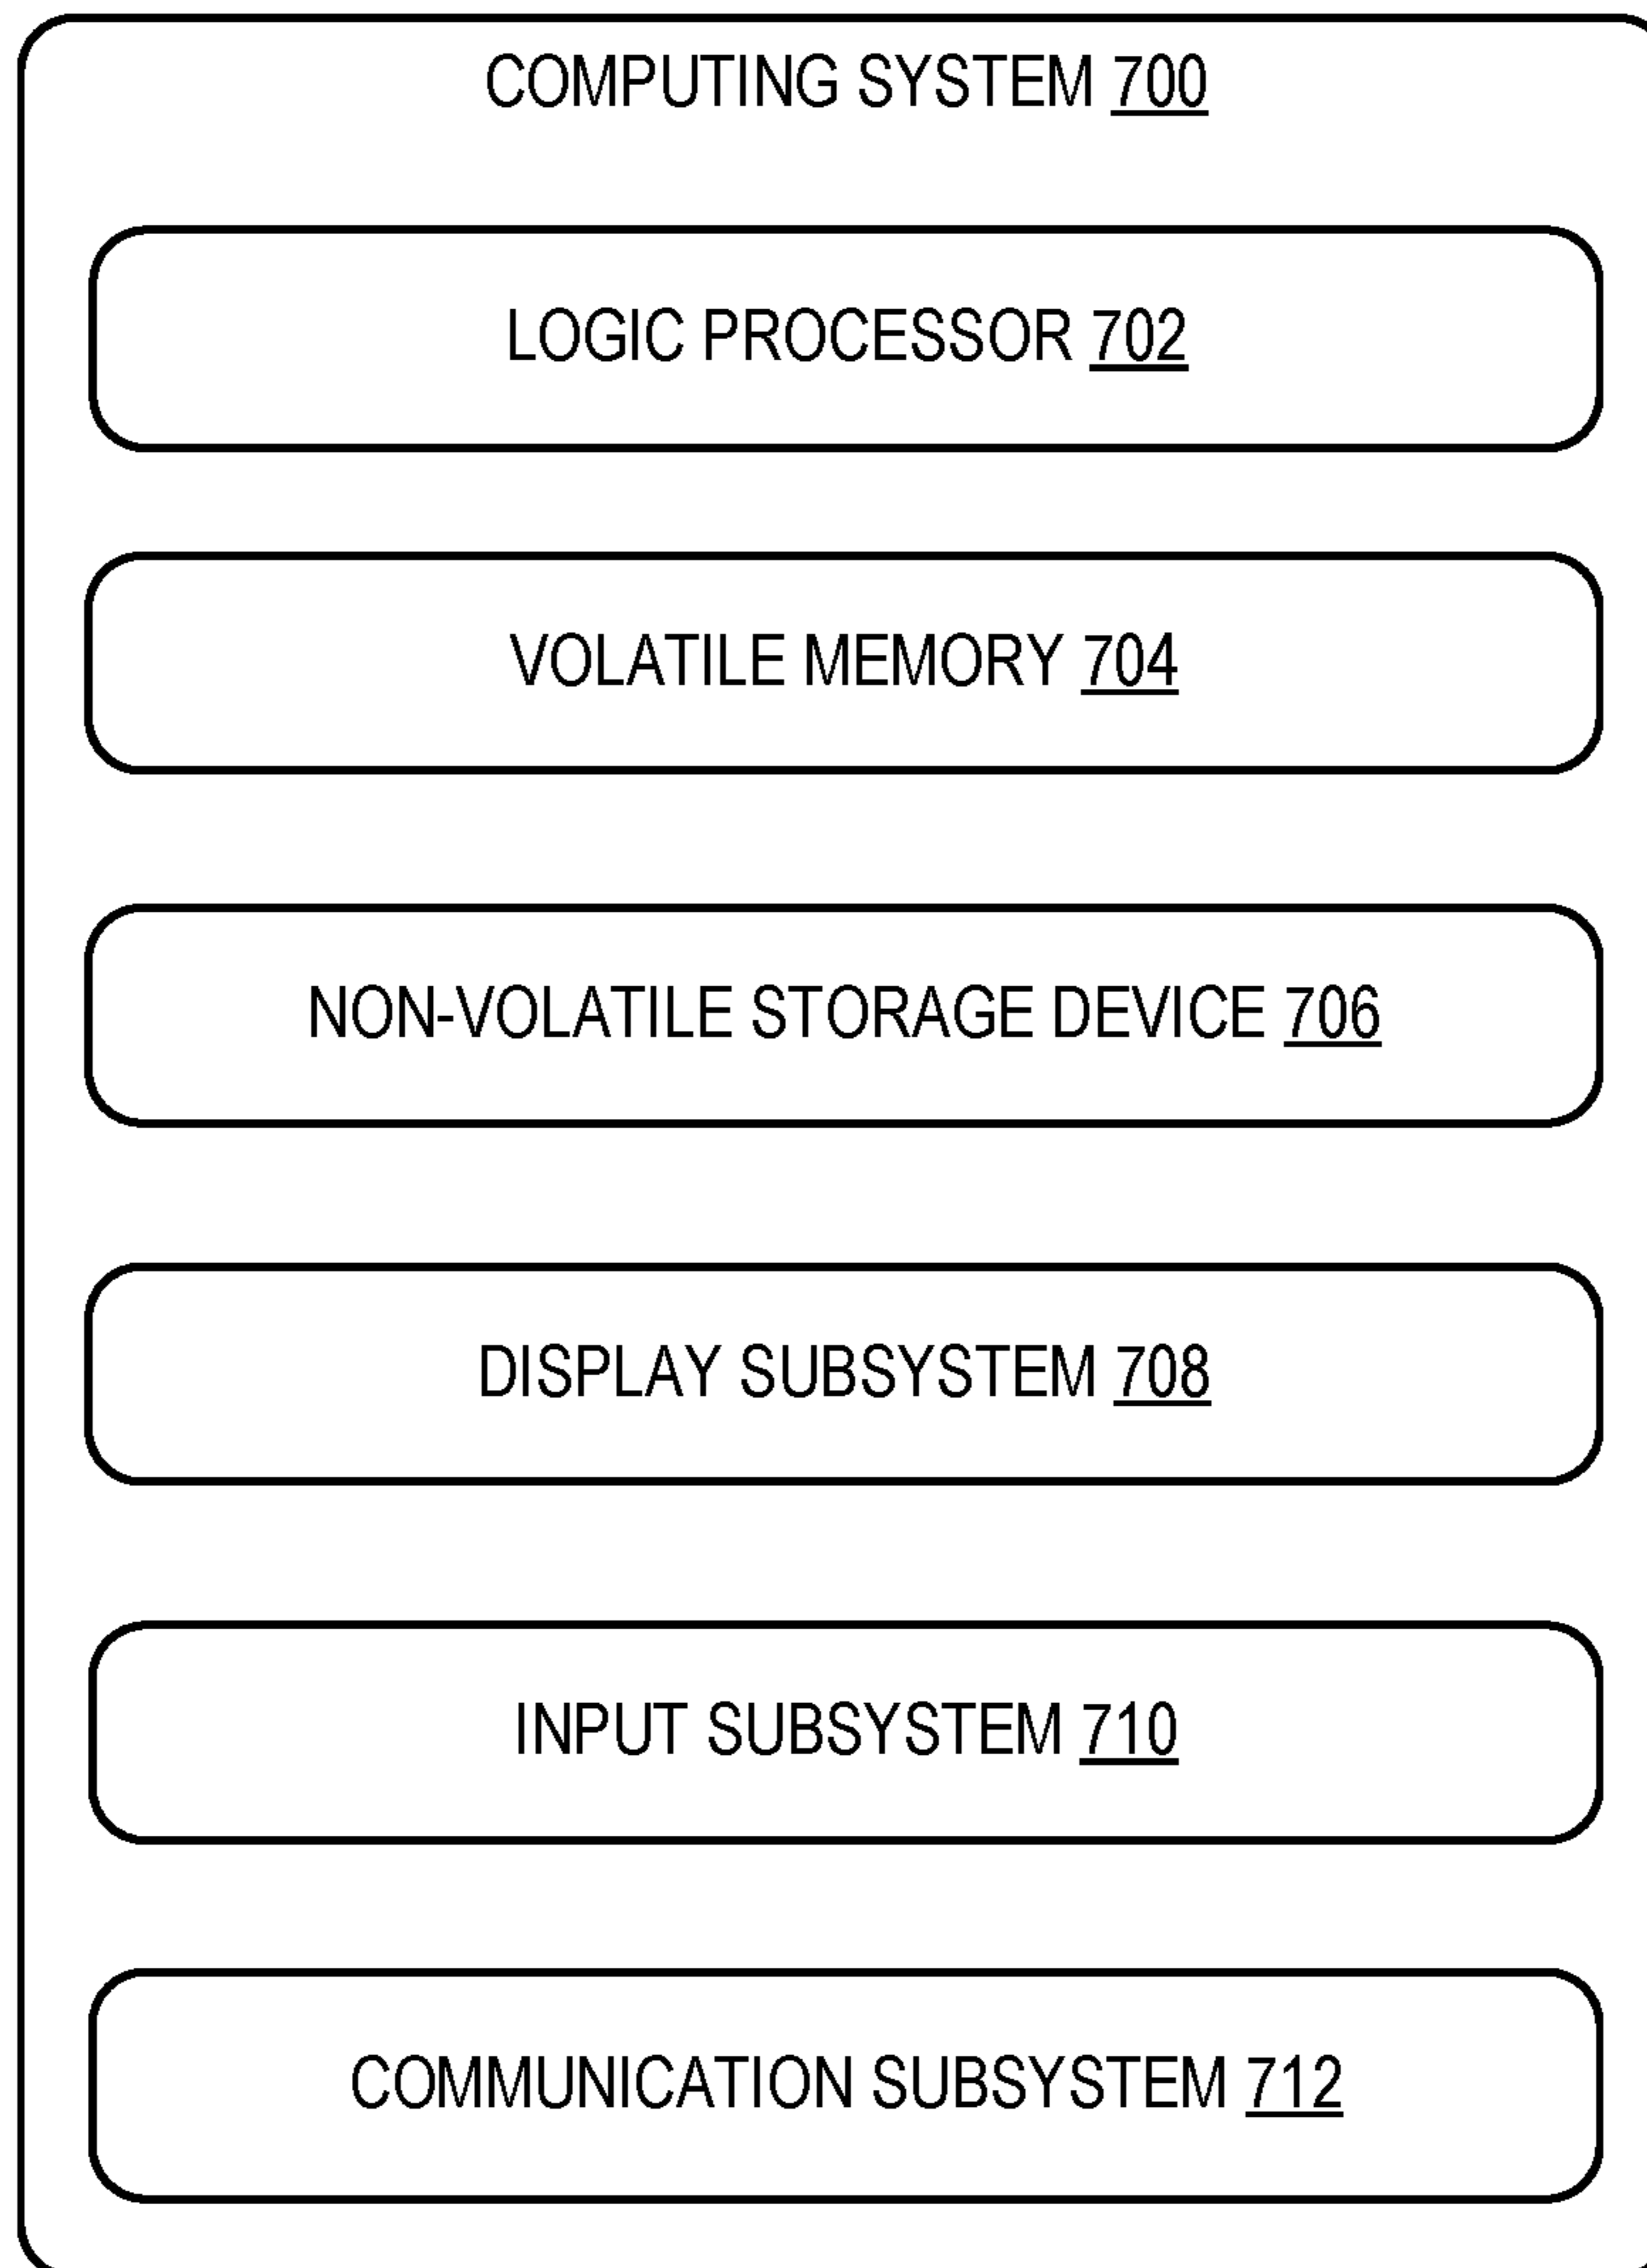 COMPUTING SYSTEM 700
LOGIC PROCESSOR 702
VOLATILE MEMORY 704
NON-VOLATILE STORAGE DEVICE 706
DISPLAY SUBSYSTEM 708
INPUT SUBSYSTEM 710
COMMUNICATION SUBSYSTEM 712